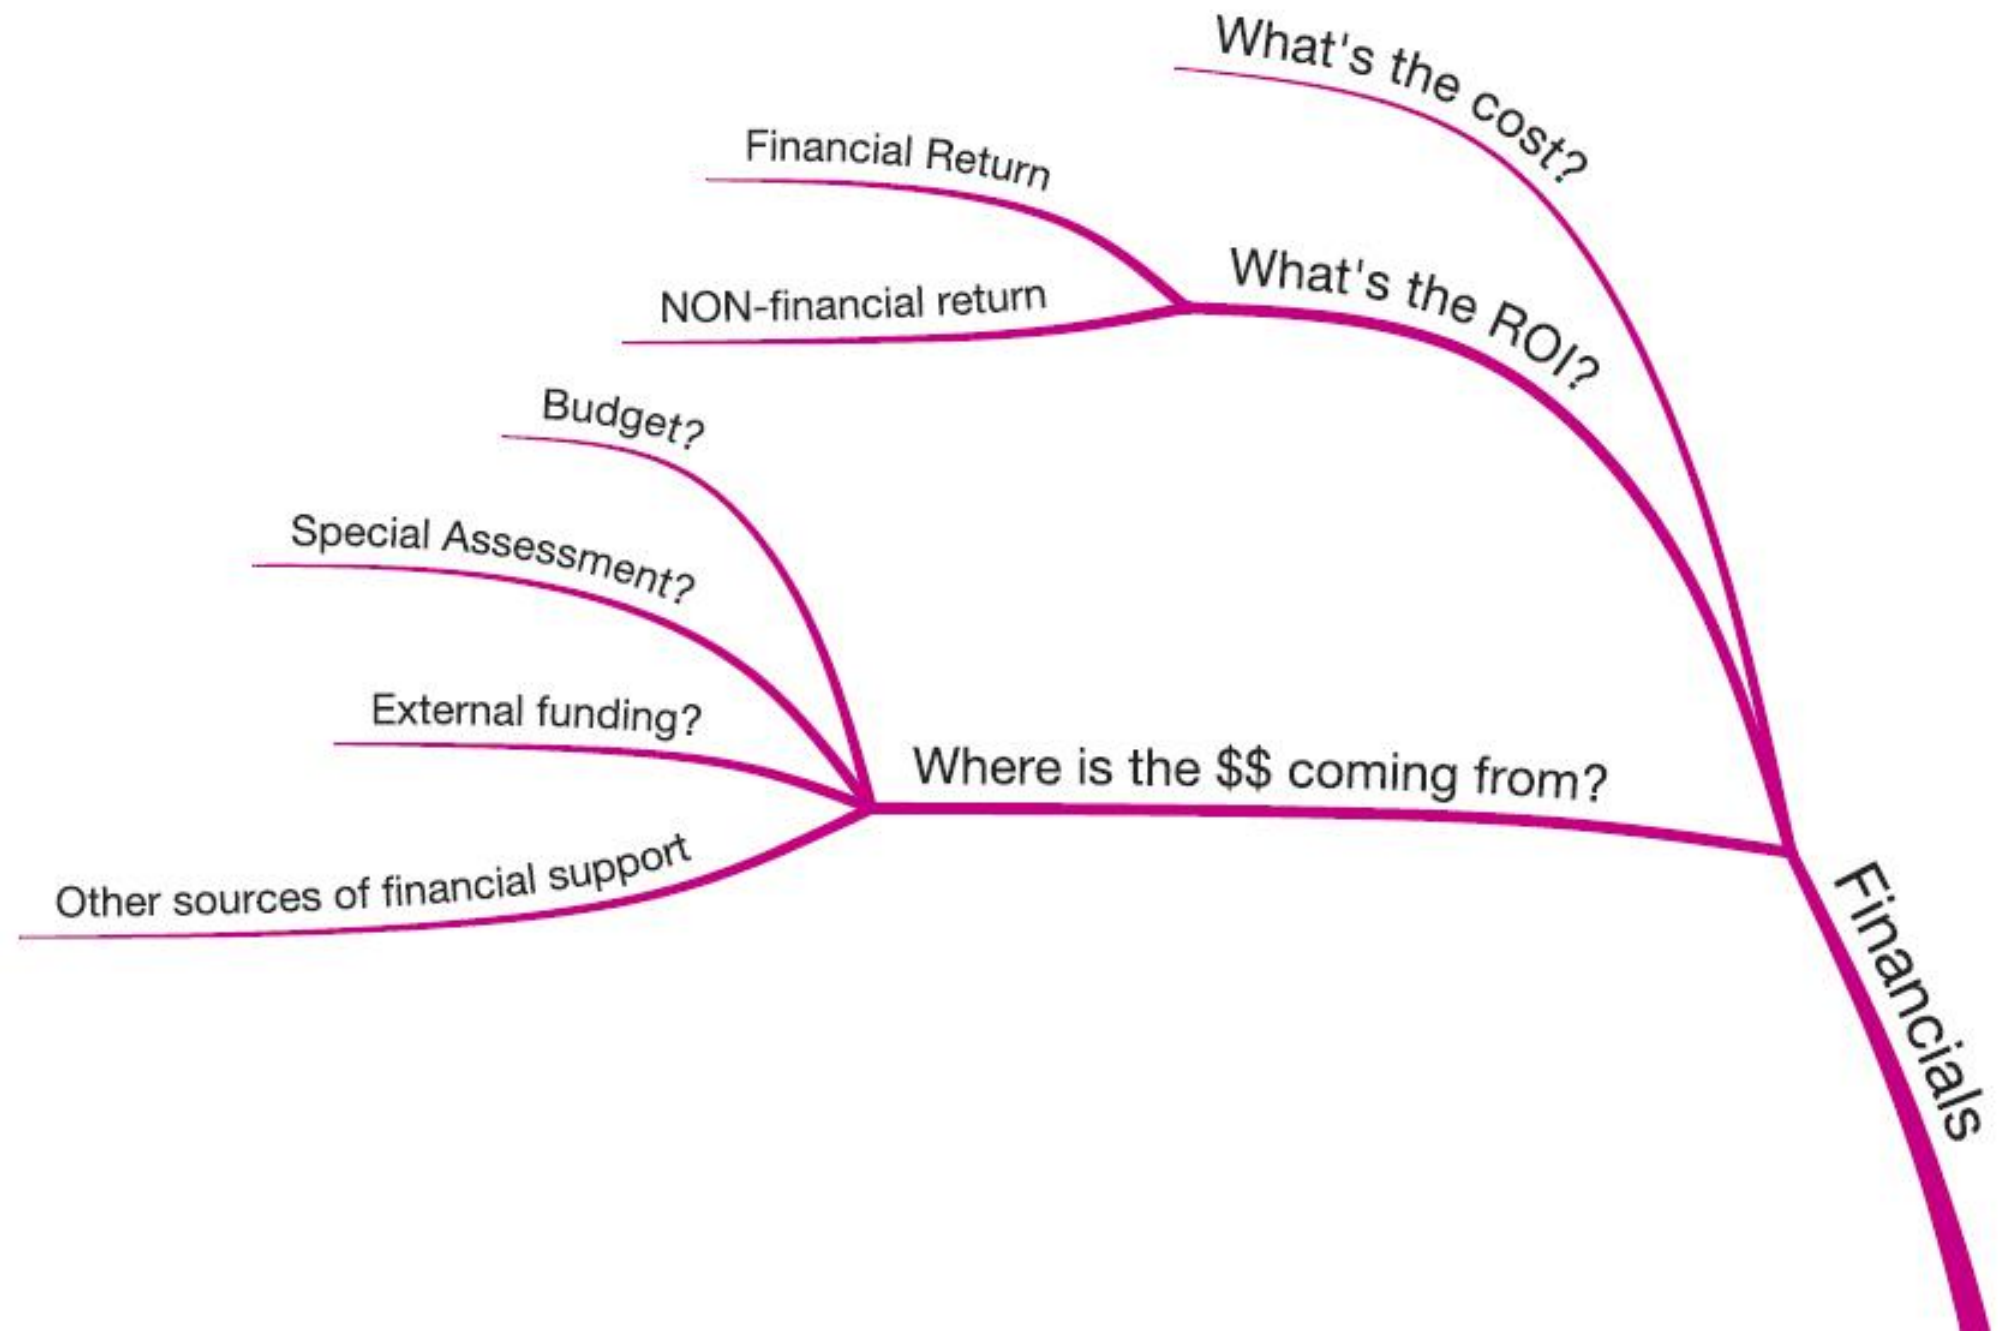 What's the cost?
Financial Return
What's the ROI?
NON-financial return
Budget?
Special Assessment?
External funding?
Where is the $$ coming from?
Other sources of financial support
Financials